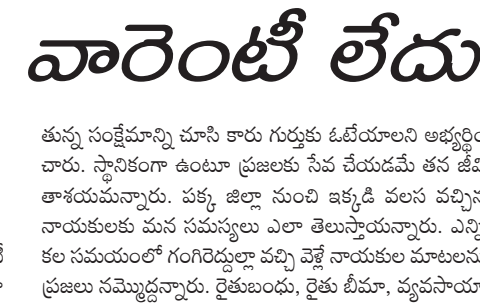 వారెంటీ లేదు
తున్న సంక్షేమాన్ని చూసి కారు గుర్తుకు ఓటేయాలని అభ్యర్థిం
చారు. స్థానికంగా ఉంటూ ప్రజలకు సేవ చేయడమే తన జీవి
తాశయమన్నారు. పక్క జిల్లా నుంచి ఇక్కడి వలస వచ్చిన
నాయకులకు మన సమస్యలు ఎలా తెలుస్తాయన్నారు. ఎన్ని
కల సమయంలో గంగిరెద్దుల్లా వచ్చి వెళ్లే నాయకుల మాటలను
ప్రజలు నమ్మొద్దన్నారు. రైతుబంధు, రైతు బీమా, వ్యవసాయా